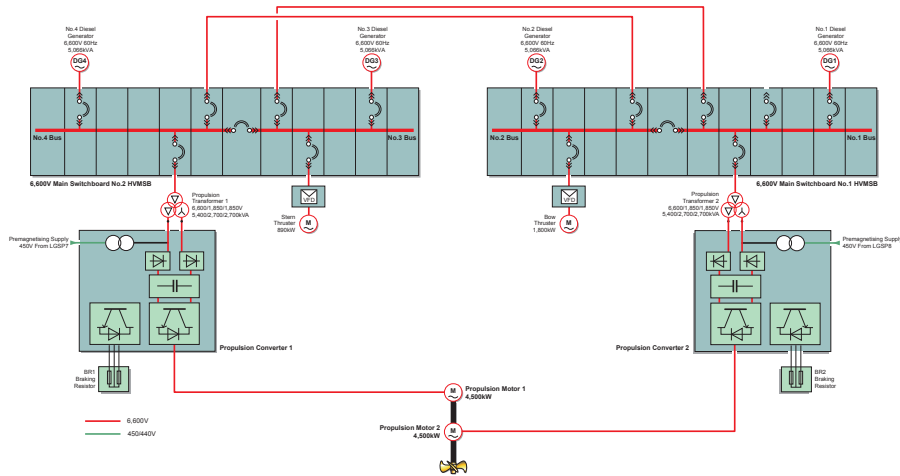 No.4 Diesel
Generator
6,600V 60Hz
5,066kVA
DG4
No.3 Diesel
Generator
6,600V 60Hz
5,066kVA
DG3
No.2 Diesel
Generator
6,600V 60Hz
5,066kVA
DG2
No.1 Diesel
Generator
6,600V 60Hz
5,066kVA
DG1
No.4 Bus
No.3 Bus
No.2 Bus
No.1 Bus
6,600V Main Switchboard No.2 HVMSB
6,600V Main Switchboard No.1 HVMSB
Propulsion
Transformer 1
6,600/1,850/1,850V
5,400/2,700/2,700kVA
VFD
M
Stern
Thruster
890kW
VFD
M
Bow
Thruster
1,800kW
Propulsion
Transformer 2
6,600/1,850/1,850V
5,400/2,700/2,700kVA
Premagnetising Supply
450V From LGSP7
Premagnetising Supply
450V From LGSP8
Propulsion Converter 1
Propulsion Converter 2
BR1
Braking
Resistor
BR2
Braking
Resistor
M
Propulsion Motor 1
4,500kW
Propulsion Motor 2
4,500kW
M
6,600V
450/440V